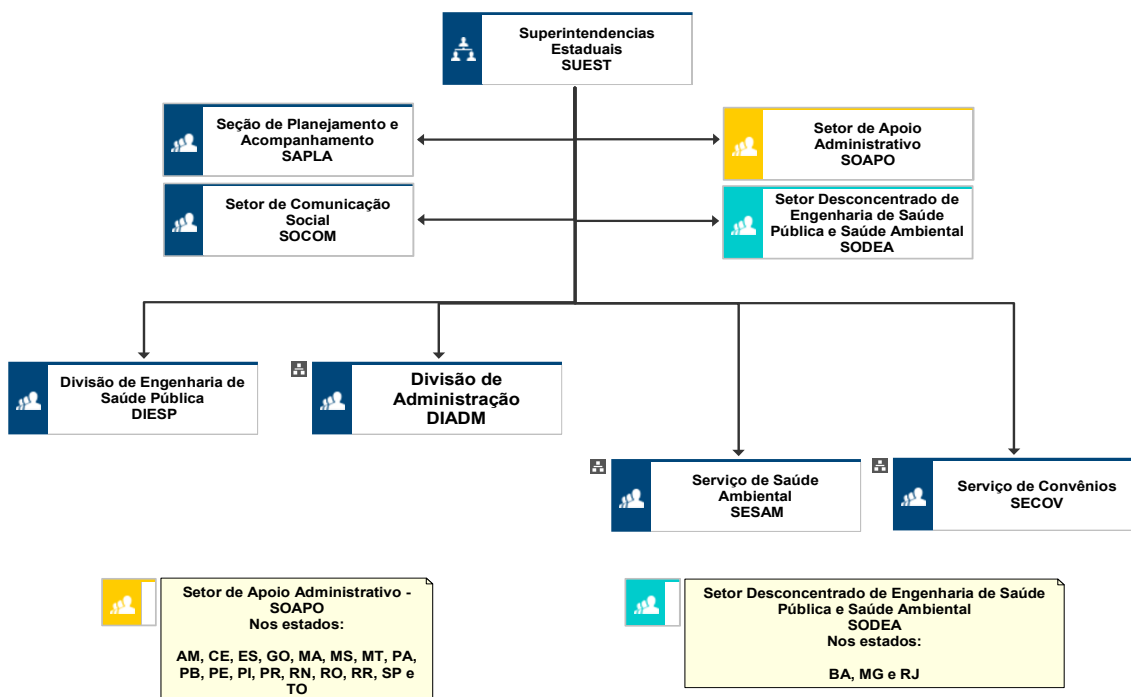 Superintendencias
Estaduais
SUEST
Seção de Planejamento e
Acompanhamento
SAPLA
Setor de Apoio
Administrativo
SOAPO
Setor de Comunicação
Social
SOCOM
Setor Desconcentrado de
Engenharia de Saúde
Pública e Saúde Ambiental
SODEA
Divisão de Engenharia de
Saúde Pública
DIESP
Divisão de
Administração
DIADM
Serviço de Saúde
Ambiental
SESAM
Serviço de Convênios
SECOV
Setor de Apoio Administrativo -
SOAPO
Nos estados:
AM, CE, ES, GO, MA, MS, MT, PA,
PB, PE, PI, PR, RN, RO, RR, SP e
TO
Setor Desconcentrado de Engenharia de Saúde
Pública e Saúde Ambiental
SODEA
Nos estados:
BA, MG e RJ